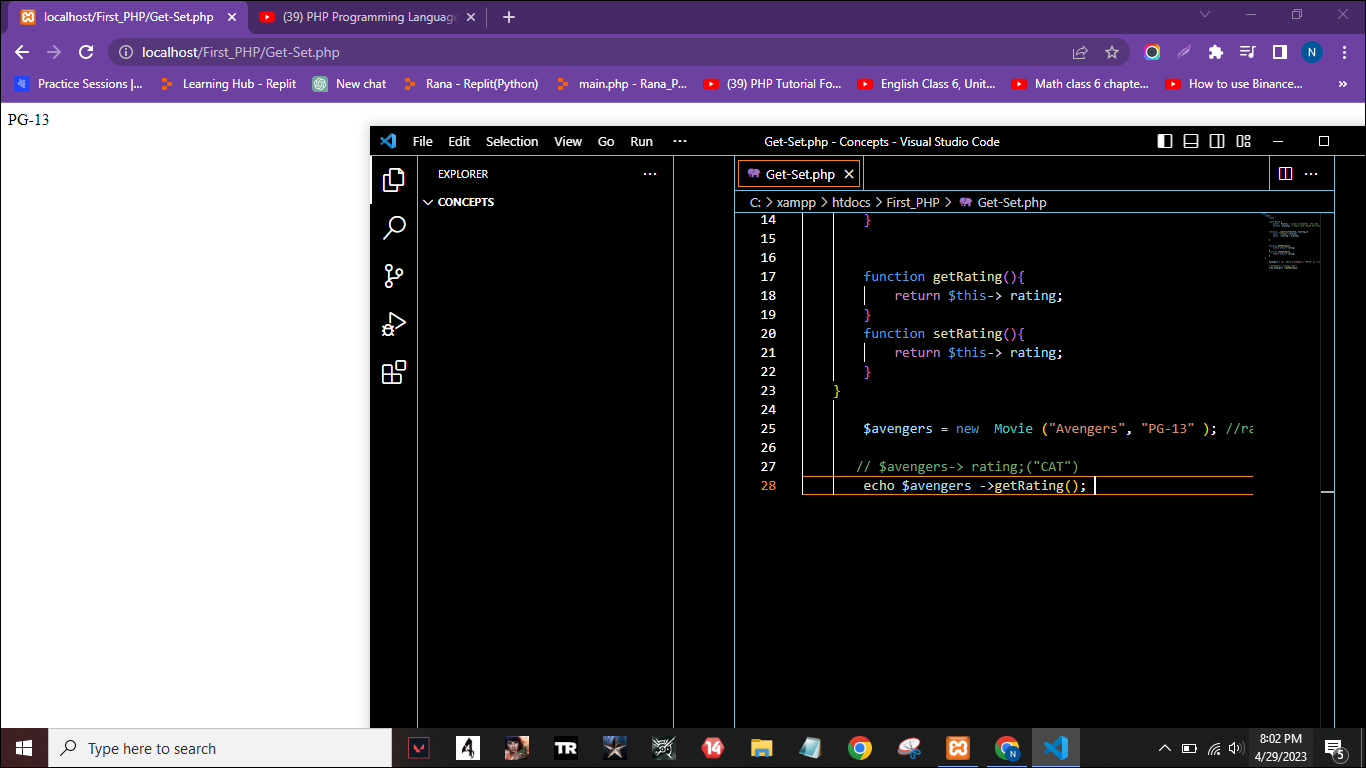 localhost/First_PHP/Get-Set.php
(39) PHP Programming Language
localhost/First_PHP/Get-Set.php
N
Practice Sessions |...
Learning Hub - Replit
New chat
Rana - Replit(Python)
main.php - Rana_P...
(39) PHP Tutorial Fo...
English Class 6, Unit...
Math class 6 chapte...
How to use Binance...
»
PG-13
File Edit Selection View Go Run ···
Get-Set.php - Concepts - Visual Studio Code
EXPLORER ···
CONCEPTS
Get-Set.php
···
C: > xampp > htdocs > First_PHP > Get-Set.php
14 }
15
16
17 function getRating(){
18 return $this-> rating;
19 }
20 function setRating(){
21 return $this-> rating;
22 }
23 }
24
25 $avengers = new  Movie ("Avengers", "PG-13" ); //ra
26
27 // $avengers-> rating;("CAT")
28 echo $avengers ->getRating();
Type here to search
TR
14
N
8:02 PM
4/29/2023
5